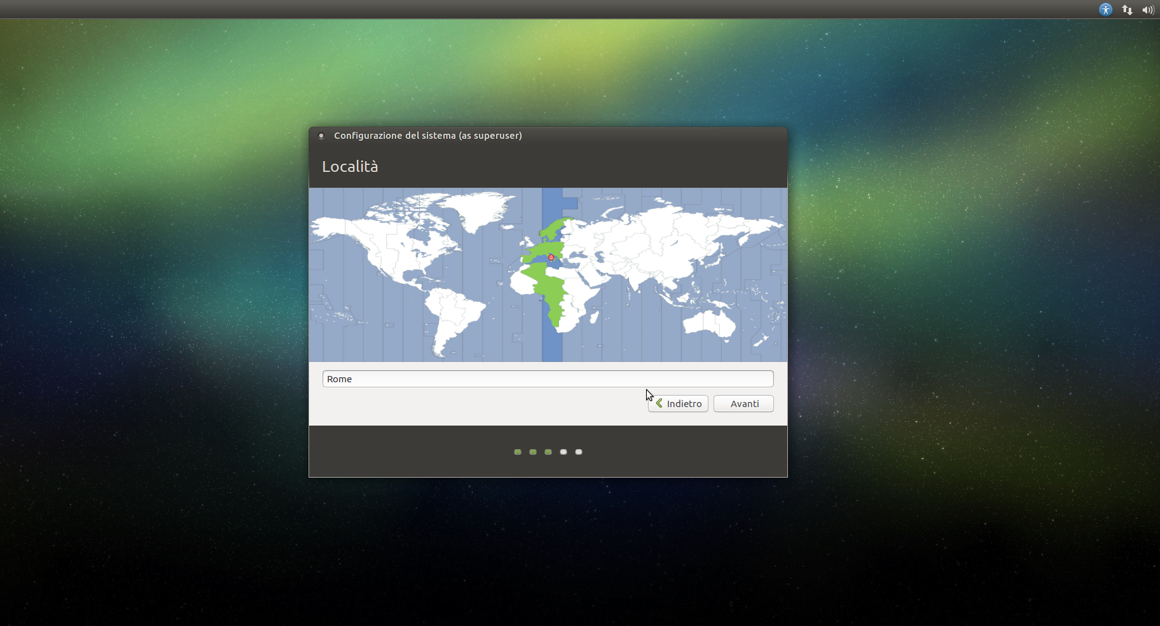 Configurazione del sistema (as superuser)
Località
Rome
Indietro
Avanti